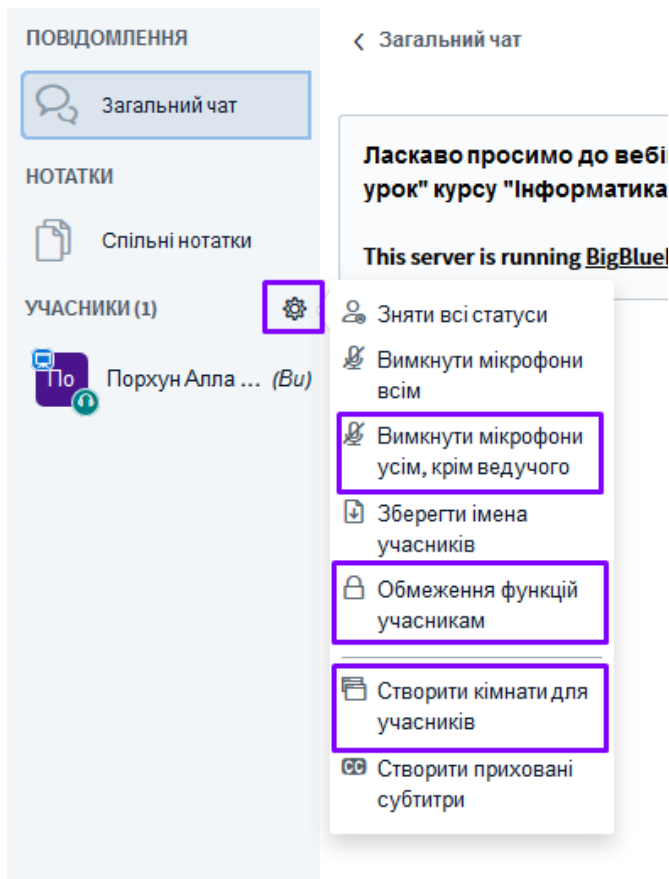 ПОВІДОМЛЕННЯ
Загальний чат
НОТАТКИ
Спільні нотатки
УЧАСНИКИ (1)
По
Порхун Алла ... (Ви)
Загальний чат
Ласкаво просимо до вебі
урок" курсу "Інформатика
This server is running BigBlue
Зняти всі статуси
Вимкнути мікрофони
всім
Вимкнути мікрофони
усім, крім ведучого
Зберегти імена
учасників
Обмеження функцій
учасникам
Створити кімнати для
учасників
CC Створити приховані
субтитри